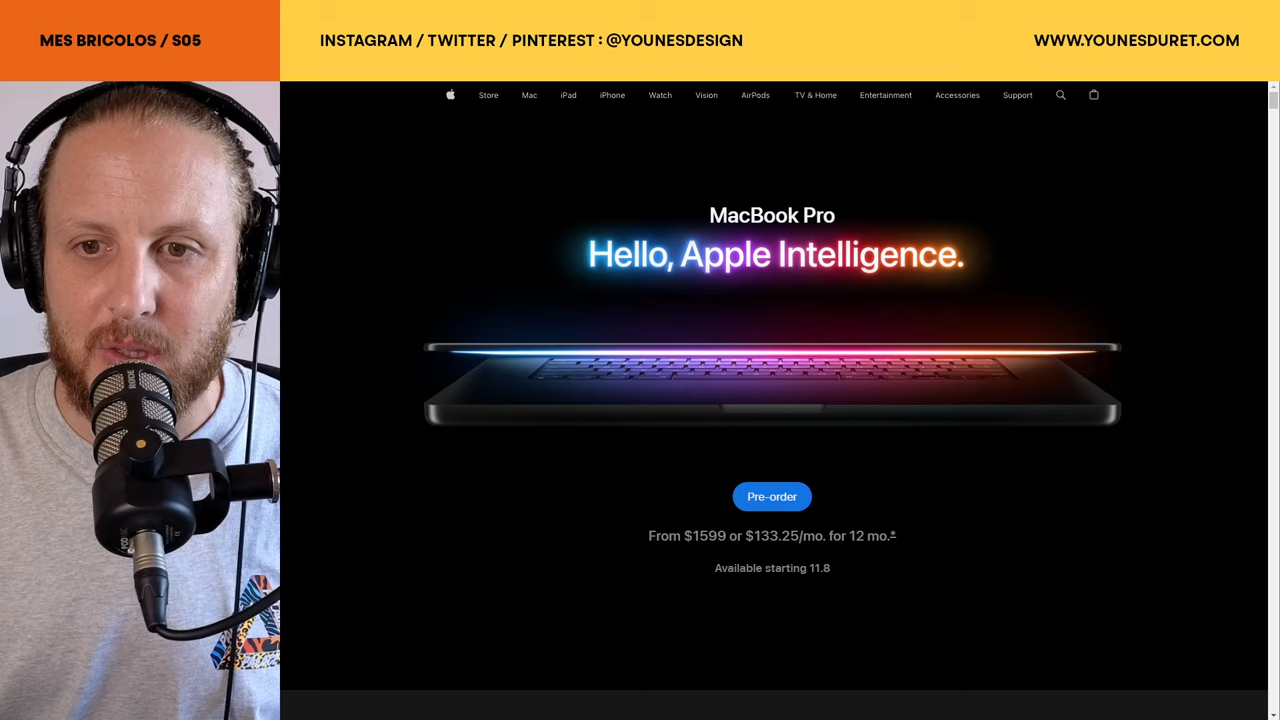 MES BRICOLOS / S05
INSTAGRAM / TWITTER / PINTEREST : @YOUNESDESIGN
WWW.YOUNESDURET.COM
Store Mac iPad iPhone Watch Vision AirPods TV & Home Entertainment Accessories Support
MacBook Pro
Hello, Apple Intelligence.
Pre-order
From $1599 or $133.25/mo. for 12 mo.*
Available starting 11.8
RØDE
POD